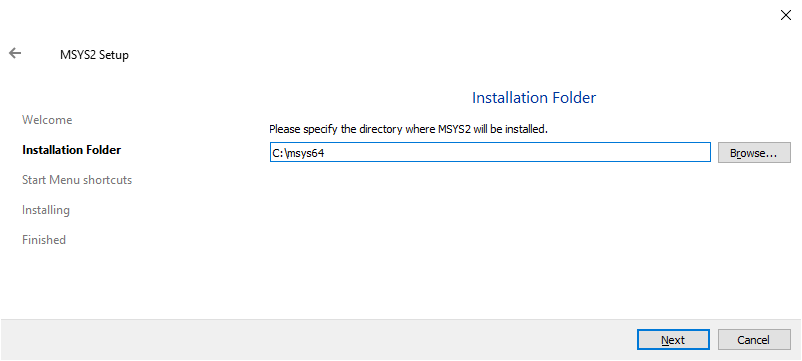 MSYS2 Setup
Installation Folder
Welcome
Please specify the directory where MSYS2 will be installed.
Installation Folder
C:\msys64
Browse...
Start Menu shortcuts
Installing
Finished
Next
Cancel